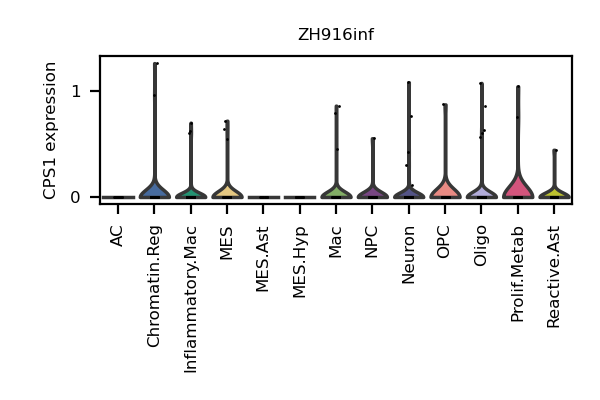 ZH916inf
CPS1 expression
1
0
AC
Chromatin.Reg
Inflammatory.Mac
MES
MES.Ast
MES.Hyp
Mac
NPC
Neuron
OPC
Oligo
Prolif.Metab
Reactive.Ast